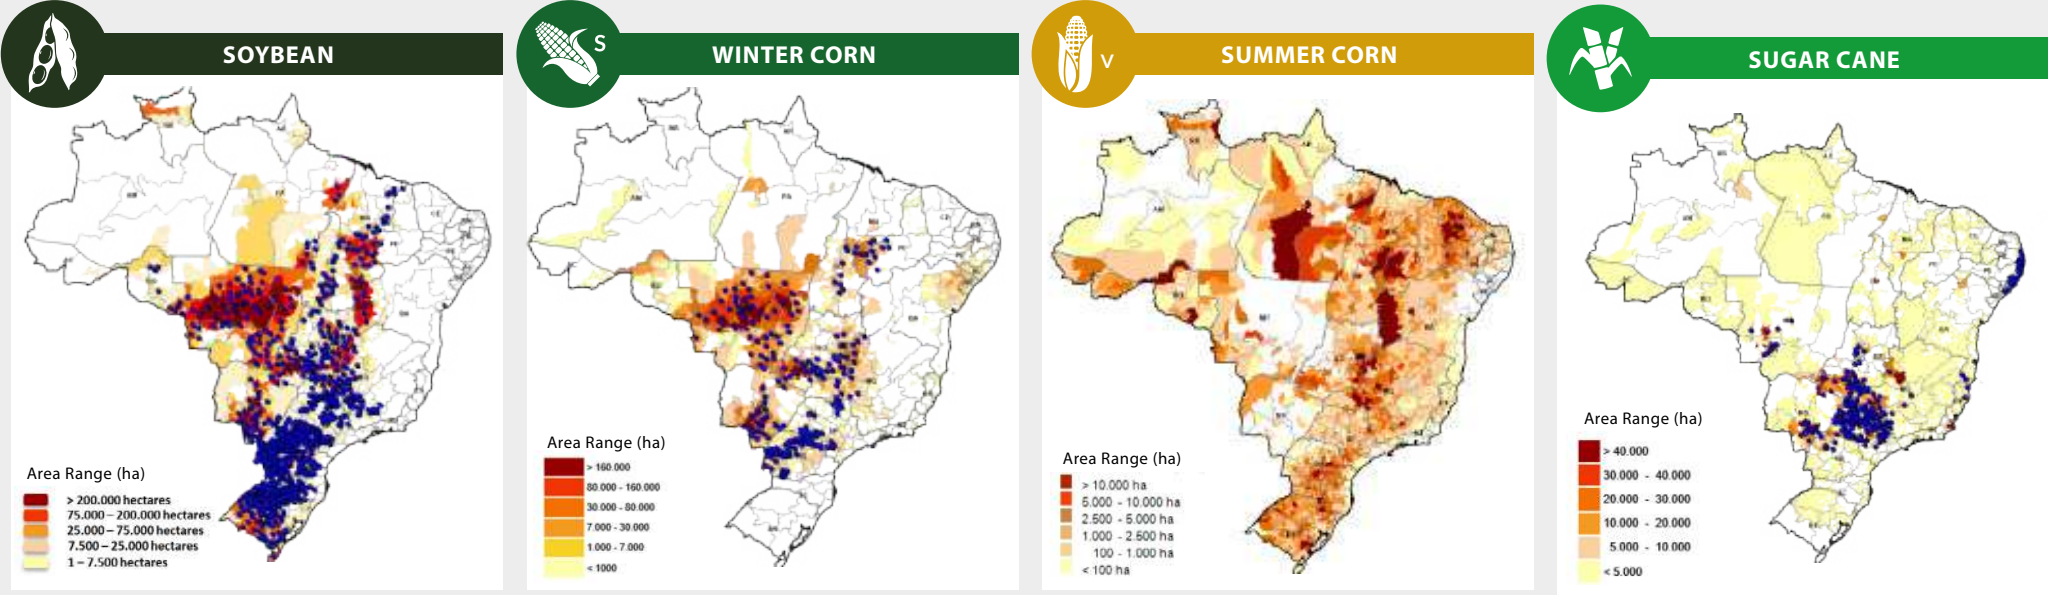 SOYBEAN
Area Range (ha)
> 200.000 hectares
75.000 – 200.000 hectares
25.000 – 75.000 hectares
7.500 – 25.000 hectares
1 – 7.500 hectares
S
WINTER CORN
Area Range (ha)
> 160.000
80.000 - 160.000
30.000 - 80.000
7.000 - 30.000
1.000 - 7.000
< 1000
V
SUMMER CORN
Area Range (ha)
> 10.000 ha
5.000 - 10.000 ha
2.500 - 5.000 ha
1.000 - 2.500 ha
100 - 1.000 ha
< 100 ha
SUGAR CANE
Area Range (ha)
> 40.000
30.000 - 40.000
20.000 - 30.000
10.000 - 20.000
5.000 - 10.000
< 5.000